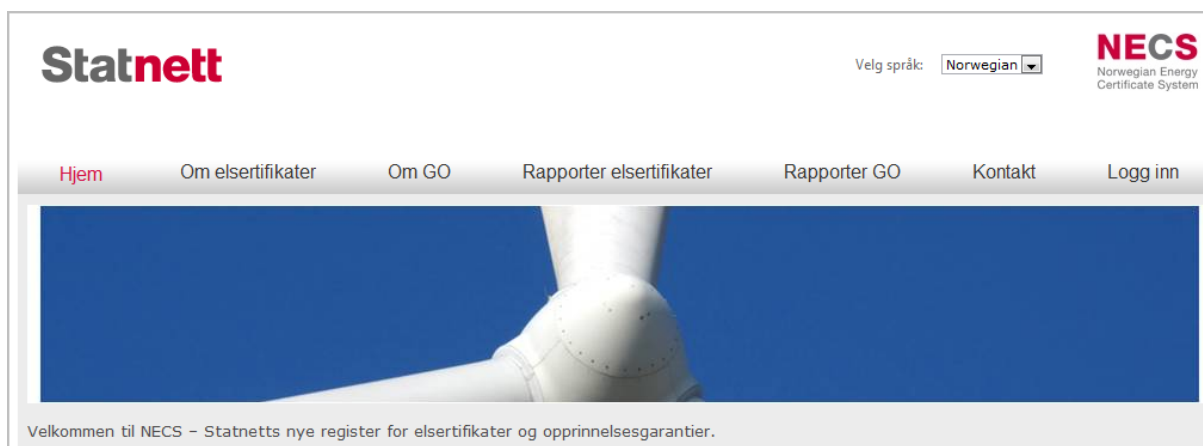 Statnett
Velg språk: Norwegian
NECS
Norwegian Energy
Certificate System
Hjem Om elsertifikater Om GO Rapporter elsertifikater Rapporter GO Kontakt Logg inn
Velkommen til NECS – Statnetts nye register for elsertifikater og opprinnelsesgarantier.